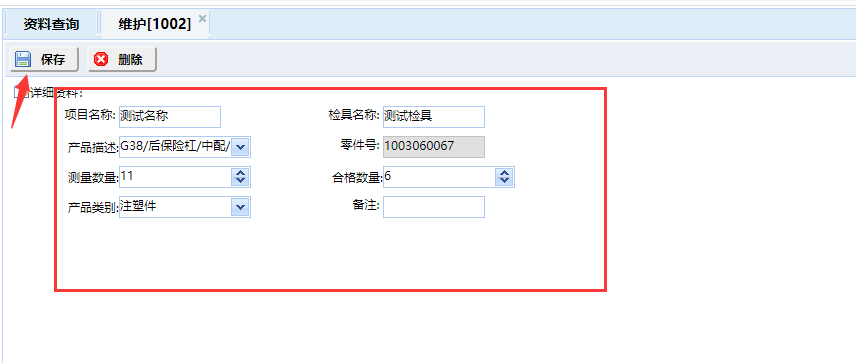 资料查询 维护[1002]
保存 删除
详细资料:
项目名称: 测试名称 检具名称: 测试检具
产品描述: G38/后保险杠/中配/ 零件号: 1003060067
测量数量: 11 合格数量: 6
产品类别: 注塑件 备注: